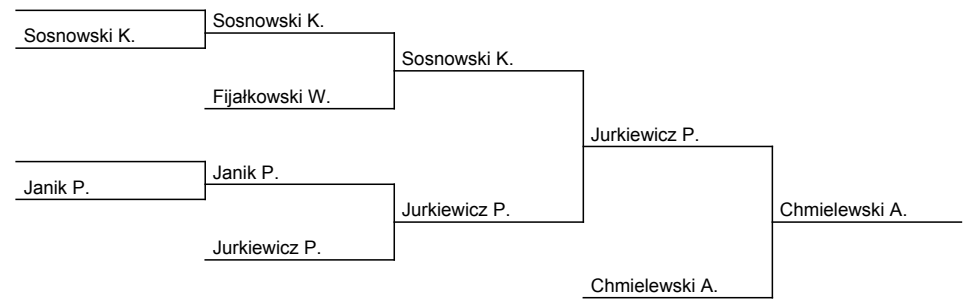 Sosnowski K.
Sosnowski K.
Sosnowski K.
Fijałkowski W.
Jurkiewicz P.
Janik P.
Janik P.
Jurkiewicz P.
Chmielewski A.
Jurkiewicz P.
Chmielewski A.